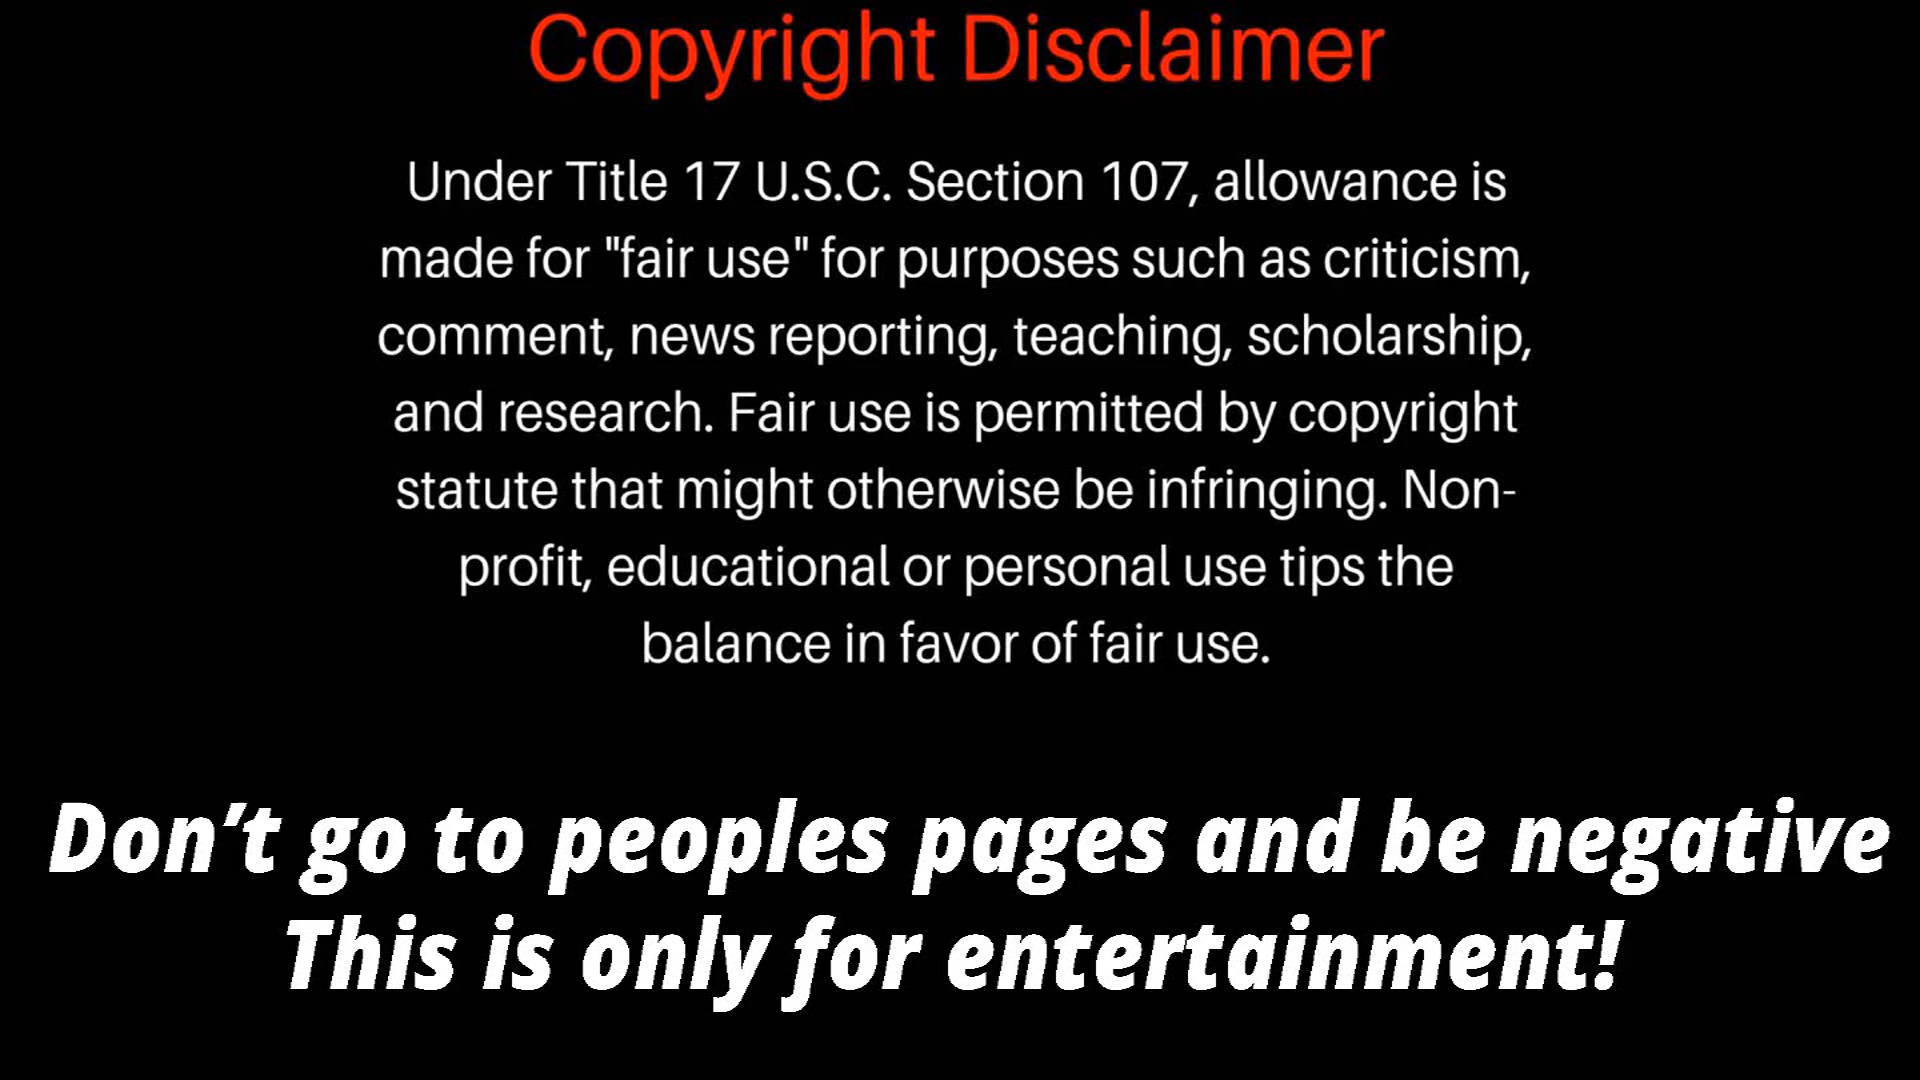 Copyright Disclaimer
Under Title 17 U.S.C. Section 107, allowance is
made for "fair use" for purposes such as criticism,
comment, news reporting, teaching, scholarship,
and research. Fair use is permitted by copyright
statute that might otherwise be infringing. Non-
profit, educational or personal use tips the
balance in favor of fair use.
Don’t go to peoples pages and be negative
This is only for entertainment!